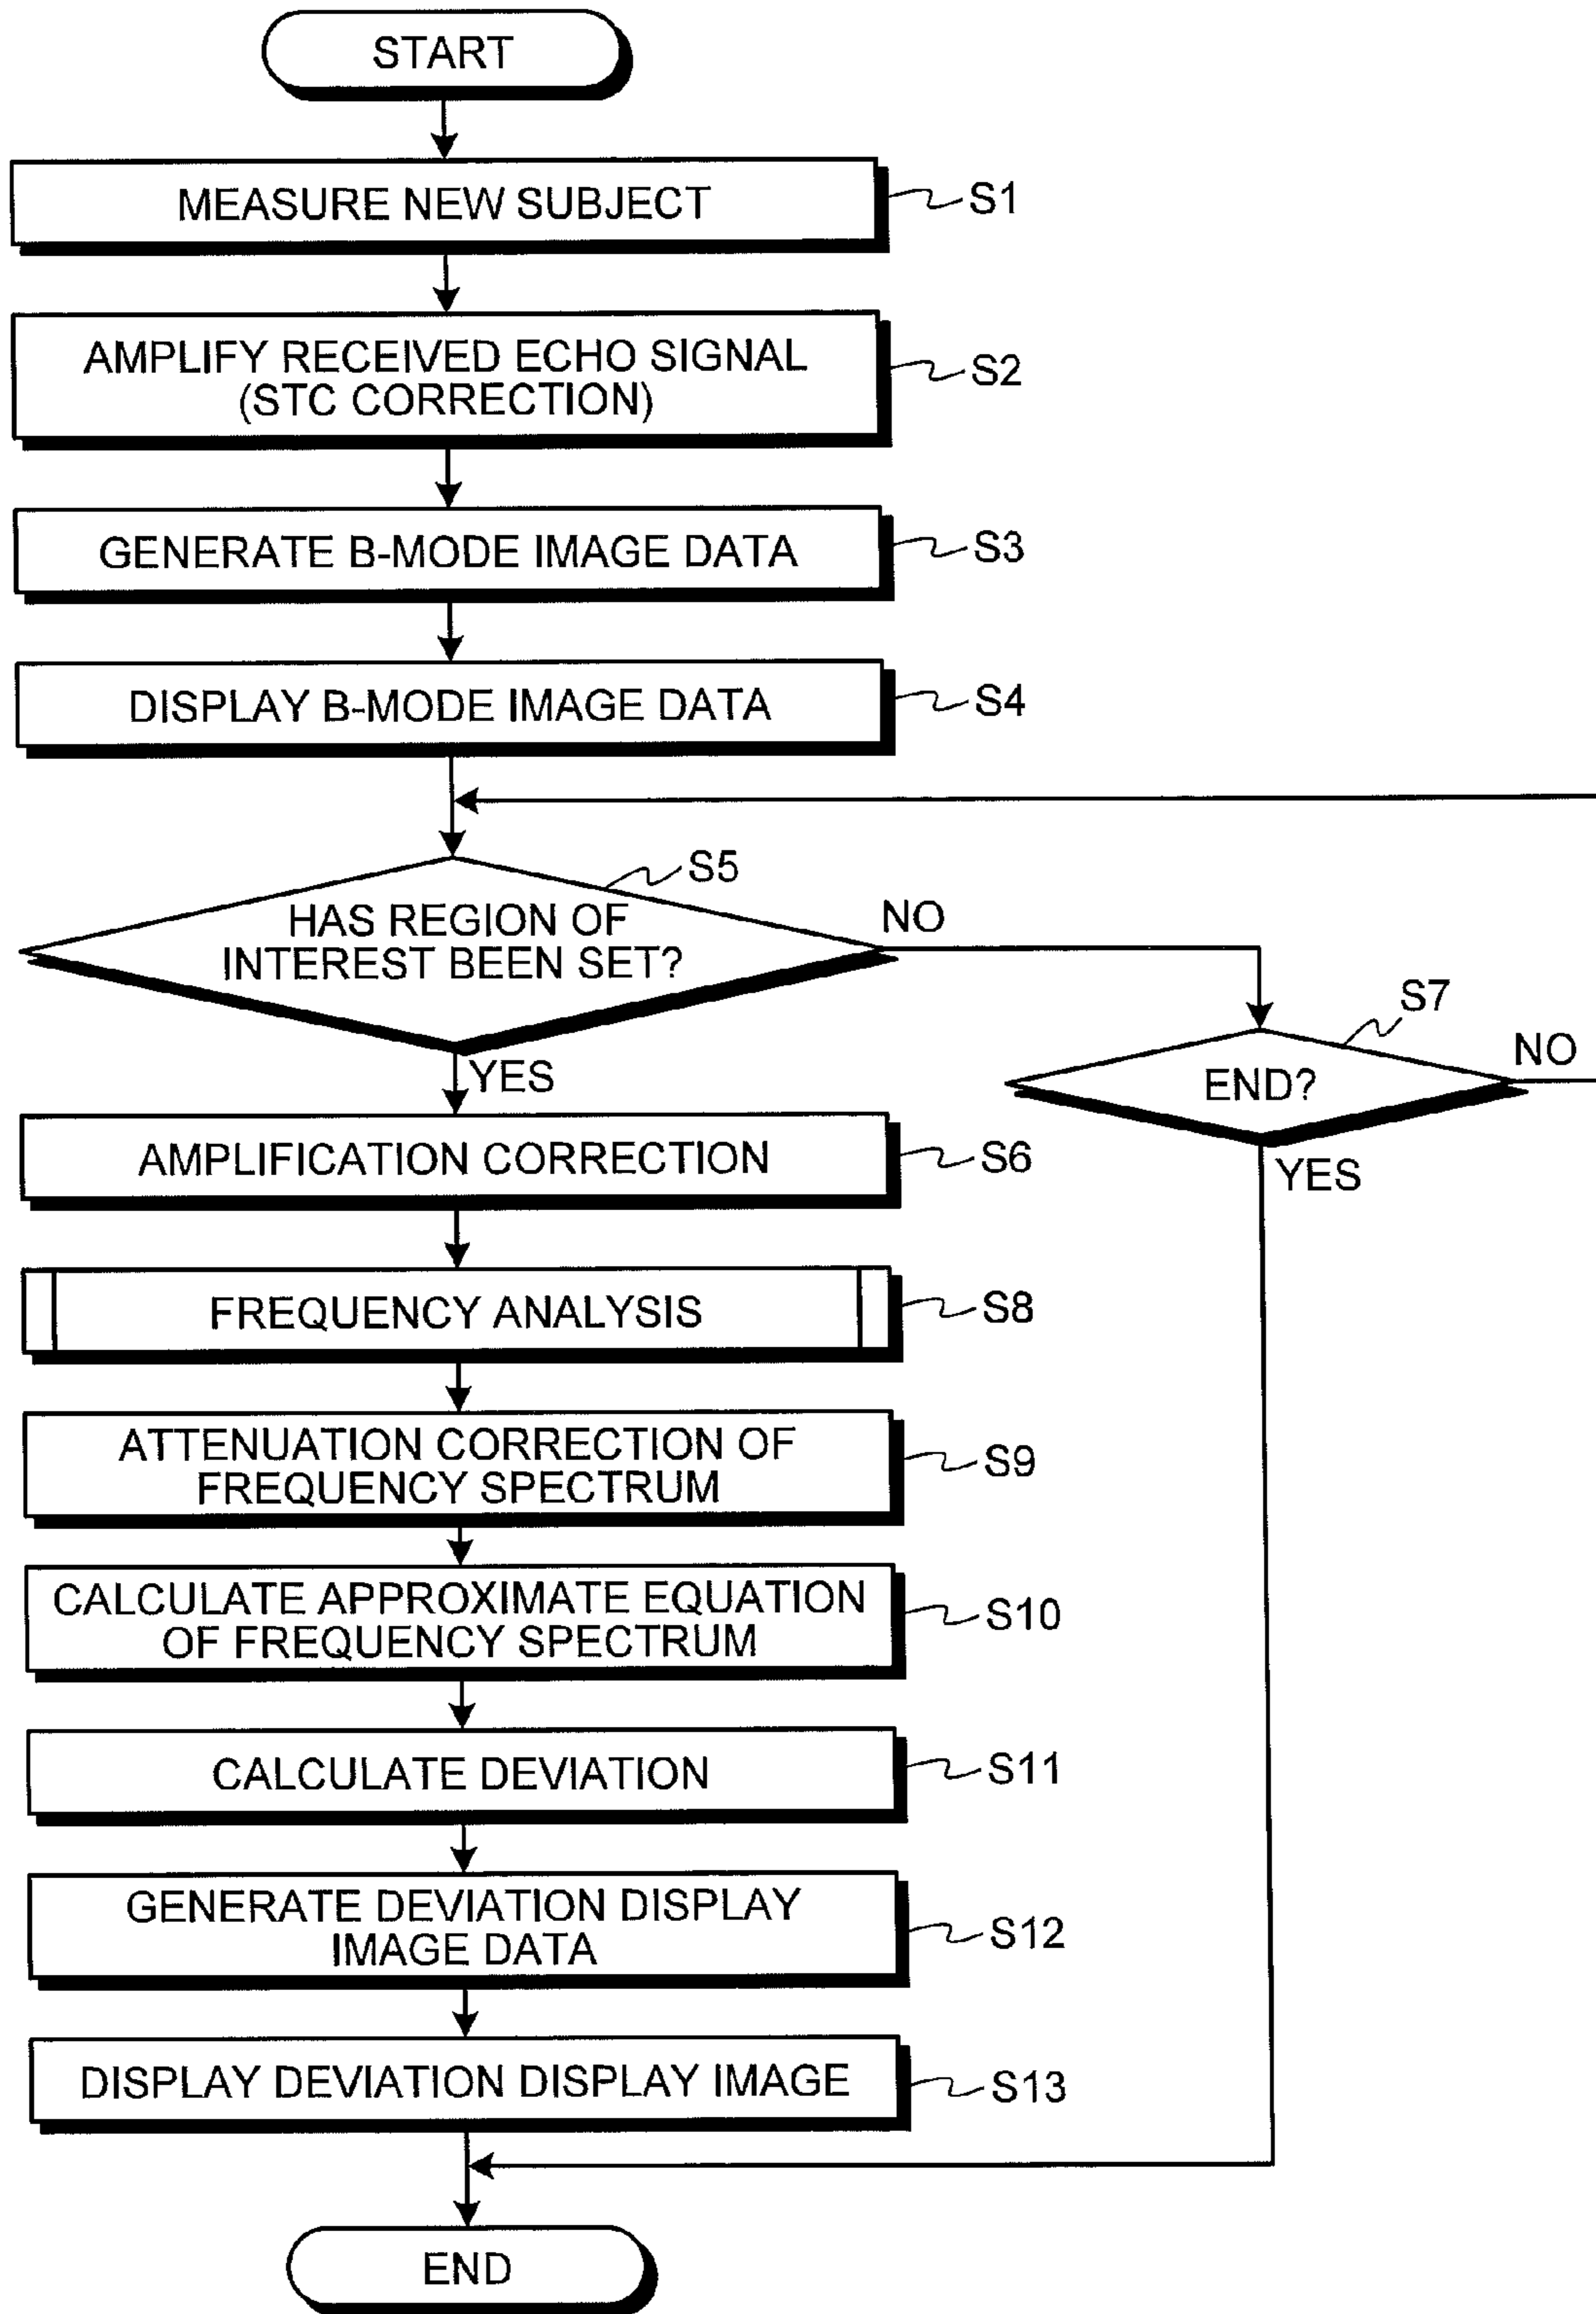 START
MEASURE NEW SUBJECT
S1
AMPLIFY RECEIVED ECHO SIGNAL
(STC CORRECTION)
S2
GENERATE B-MODE IMAGE DATA
S3
DISPLAY B-MODE IMAGE DATA
S4
S5
HAS REGION OF
INTEREST BEEN SET?
NO
YES
S7
END?
NO
YES
AMPLIFICATION CORRECTION
S6
FREQUENCY ANALYSIS
S8
ATTENUATION CORRECTION OF
FREQUENCY SPECTRUM
S9
CALCULATE APPROXIMATE EQUATION
OF FREQUENCY SPECTRUM
S10
CALCULATE DEVIATION
S11
GENERATE DEVIATION DISPLAY
IMAGE DATA
S12
DISPLAY DEVIATION DISPLAY IMAGE
S13
END